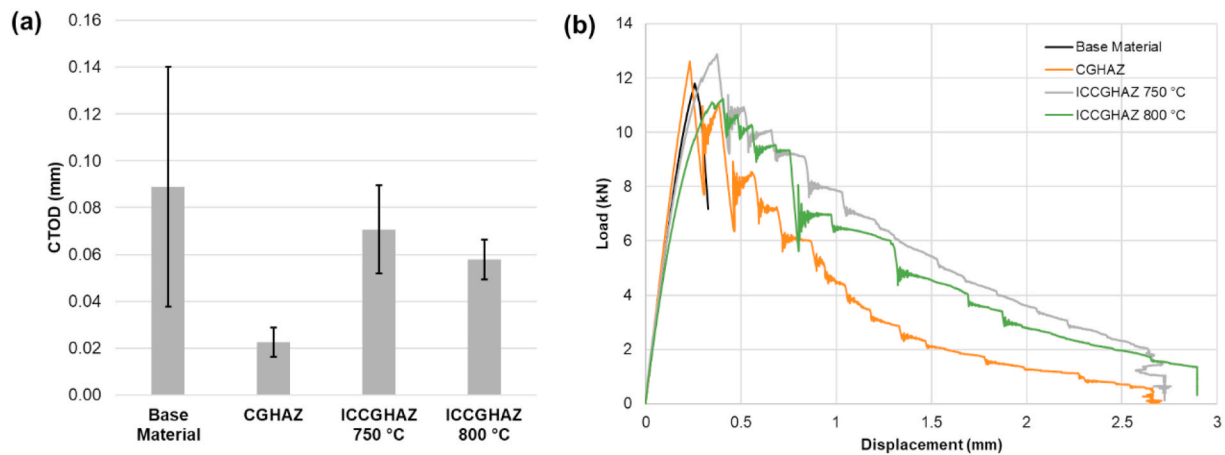 (a)
0.16
0.14
0.12
0.10
0.08
0.06
0.04
0.02
0.00
CTOD (mm)
Base
Material
CGHAZ
ICCGHAZ
750 °C
ICCGHAZ
800 °C
(b)
14
12
10
8
6
4
2
0
Load (kN)
0
0.5
1
1.5
2
2.5
3
Displacement (mm)
Base Material
CGHAZ
ICCGHAZ 750 °C
ICCGHAZ 800 °C